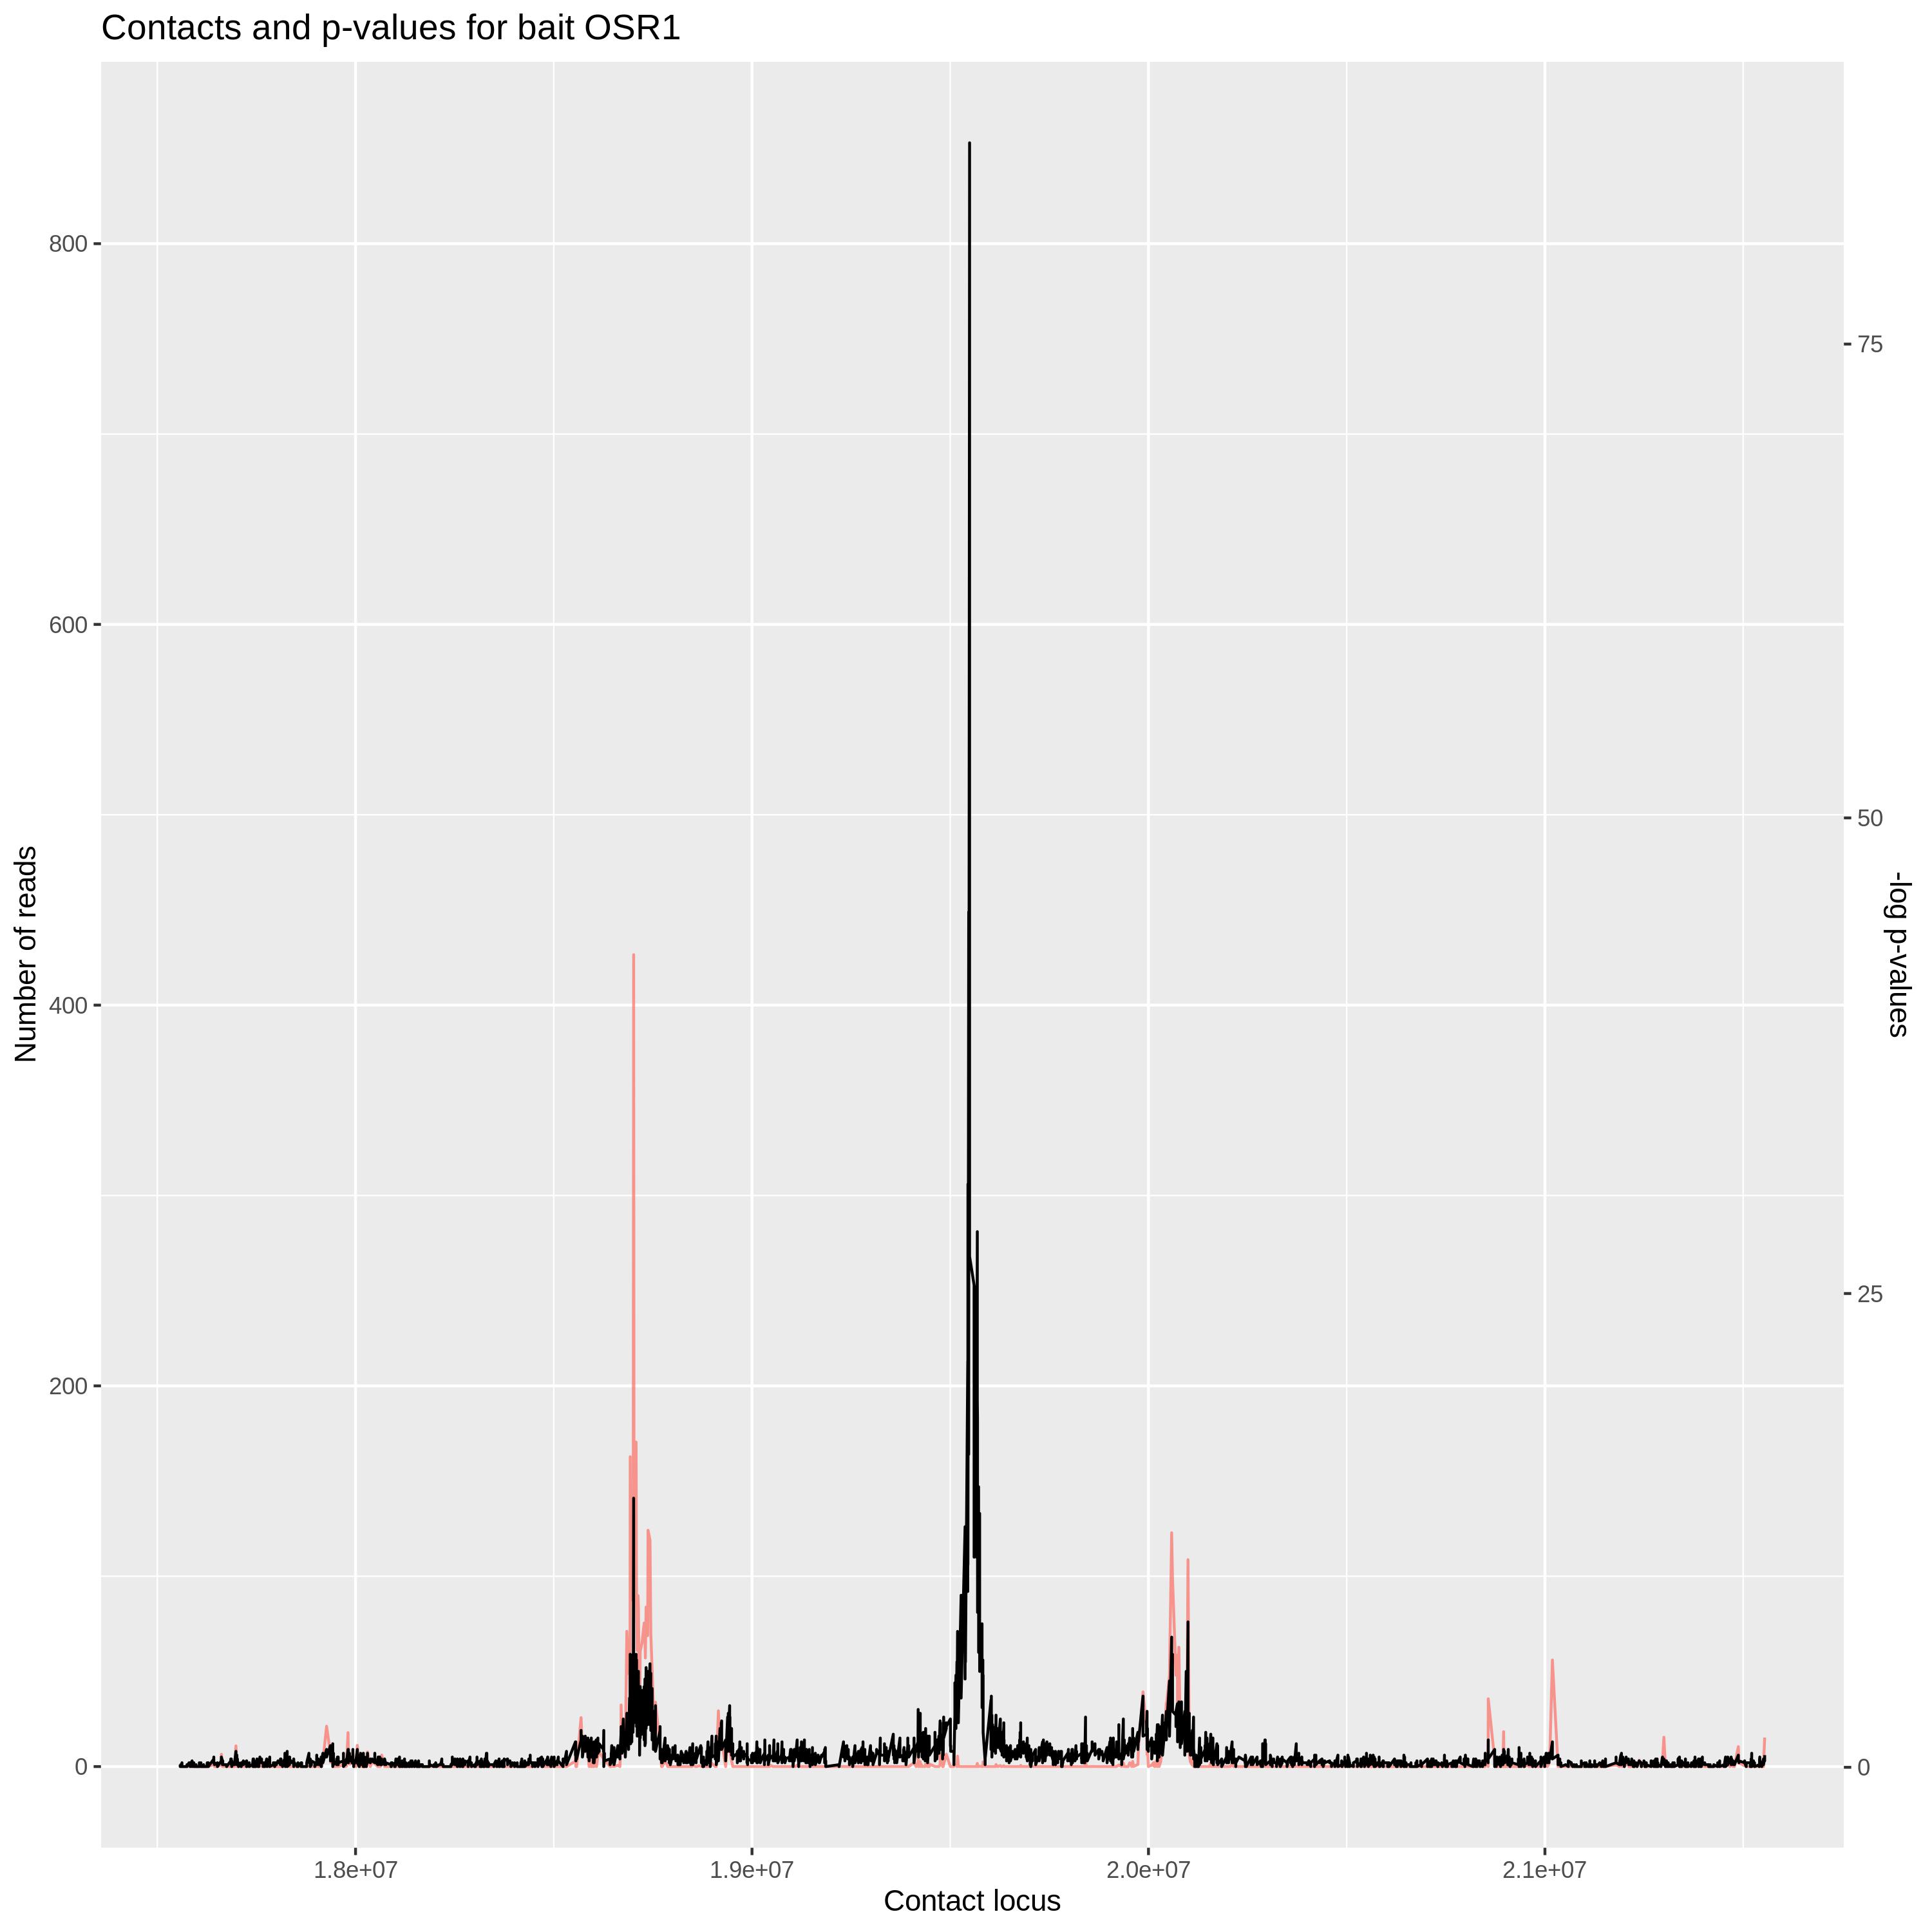 Contacts and p-values for bait OSR1
800
600
400
200
0
75
50
25
0
Number of reads
-log p-values
1.8e+07
1.9e+07
2.0e+07
2.1e+07
Contact locus